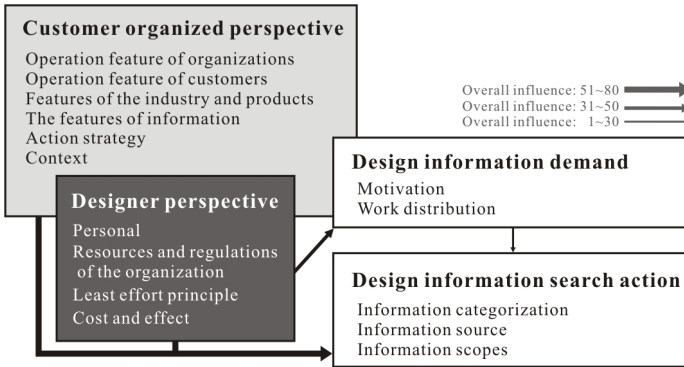 Customer organized perspective
Operation feature of organizations
Operation feature of customers
Features of the industry and products
The features of information
Action strategy
Context
Designer perspective
Personal
Resources and regulations
of the organization
Least effort principle
Cost and effect
Overall influence: 51~80
Overall influence: 31~50
Overall influence: 1~30
Design information demand
Motivation
Work distribution
Design information search action
Information categorization
Information source
Information scopes